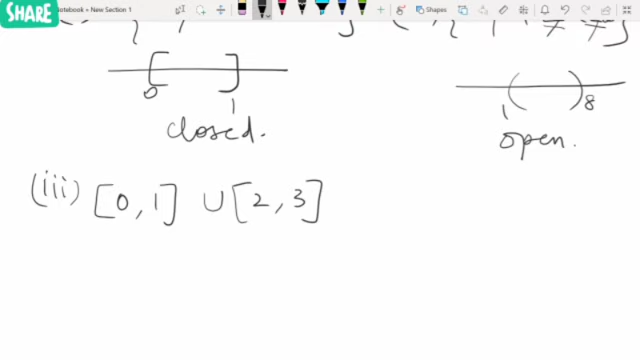 SHARE
Notebook » New Section 1
Shapes
0
1
closed.
1
8
open.
(iii) [0, 1] ∪ [2, 3]